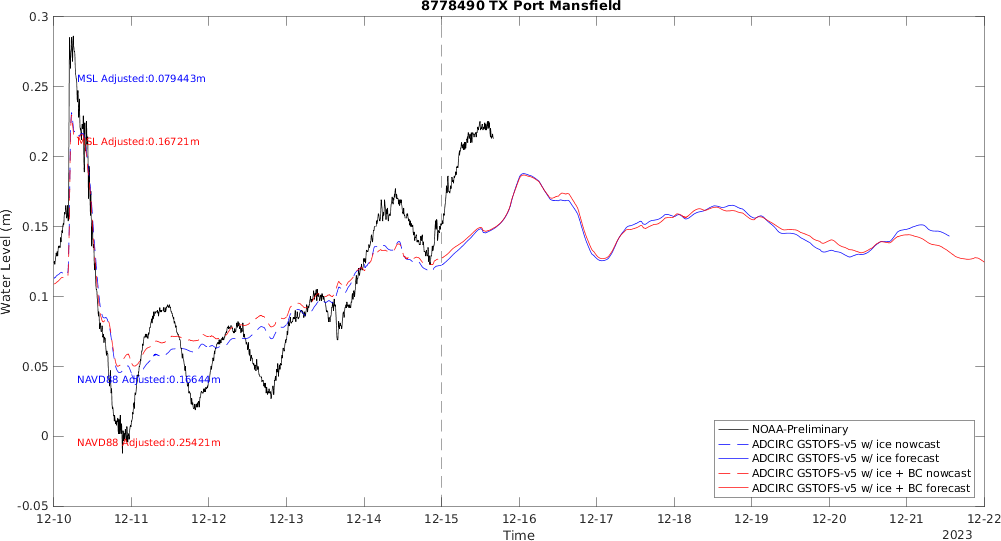 8778490 TX Port Mansfield
Water Level (m)
0.3
0.25
0.2
0.15
0.1
0.05
0
-0.05
MSL Adjusted:0.079443m
MSL Adjusted:0.16721m
NAVD88 Adjusted:0.16644m
NAVD88 Adjusted:0.25421m
NOAA-Preliminary
ADCIRC GSTOFS-v5 w/ ice nowcast
ADCIRC GSTOFS-v5 w/ ice forecast
ADCIRC GSTOFS-v5 w/ ice + BC nowcast
ADCIRC GSTOFS-v5 w/ ice + BC forecast
12-10 12-11 12-12 12-13 12-14 12-15 12-16 12-17 12-18 12-19 12-20 12-21 12-22
Time
2023